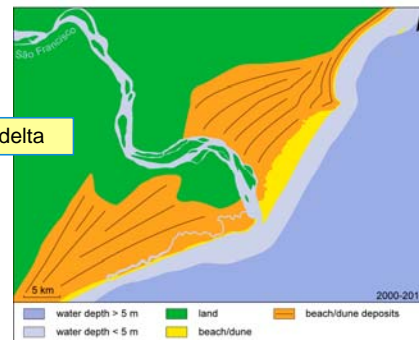 São Francisco
delta
5 km
2000-201
water depth > 5 m
land
beach/dune deposits
water depth < 5 m
beach/dune